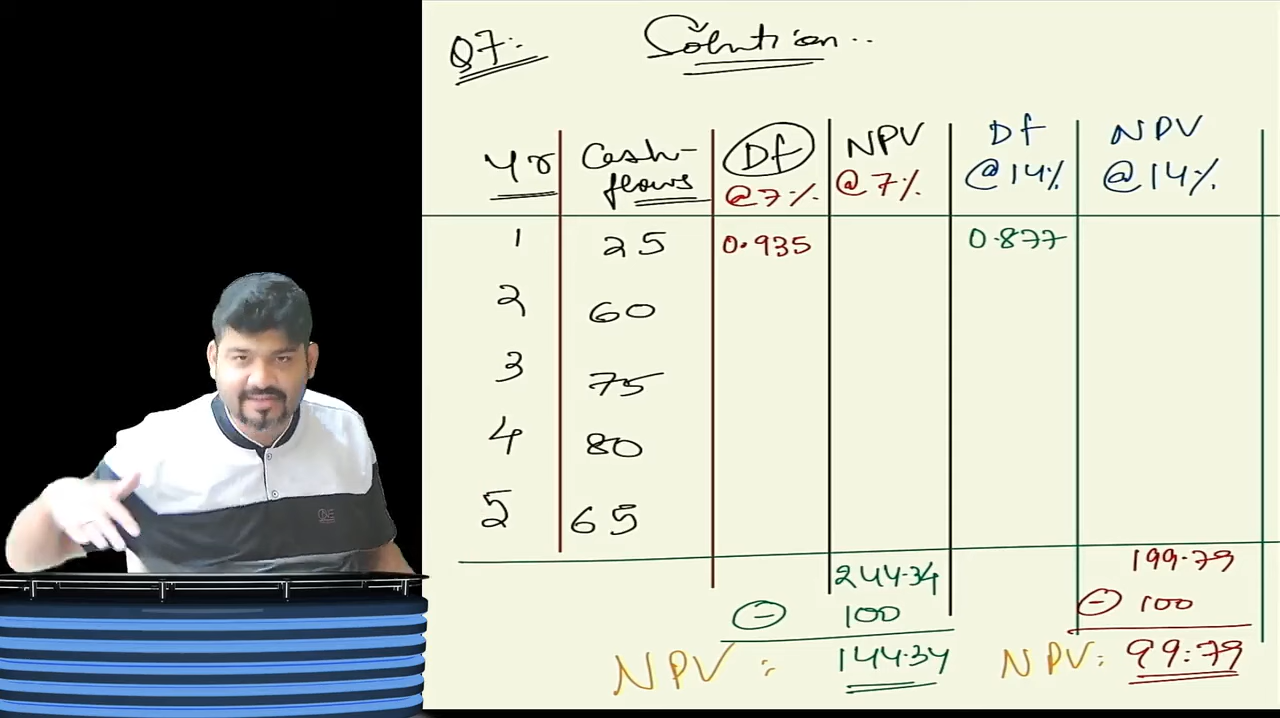 Q7:- Solution..
Yr Cash-flows Df @7% NPV @7% Df @14% NPV @14%
1 25 0.935 0.877
2 60
3 75
4 80
5 65
244.34 199.79
(-) 100 (-) 100
NPV: 144.34 NPV: 99.79